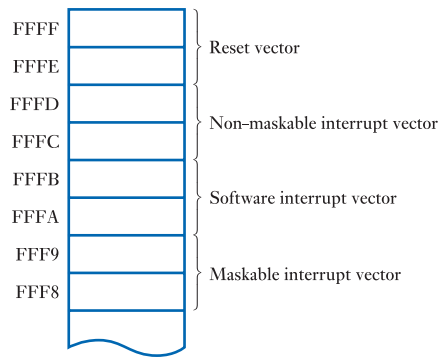 FFFF
Reset vector
FFFE
FFFD
Non–maskable interrupt vector
FFFC
FFFB
Software interrupt vector
FFFA
FFF9
Maskable interrupt vector
FFF8